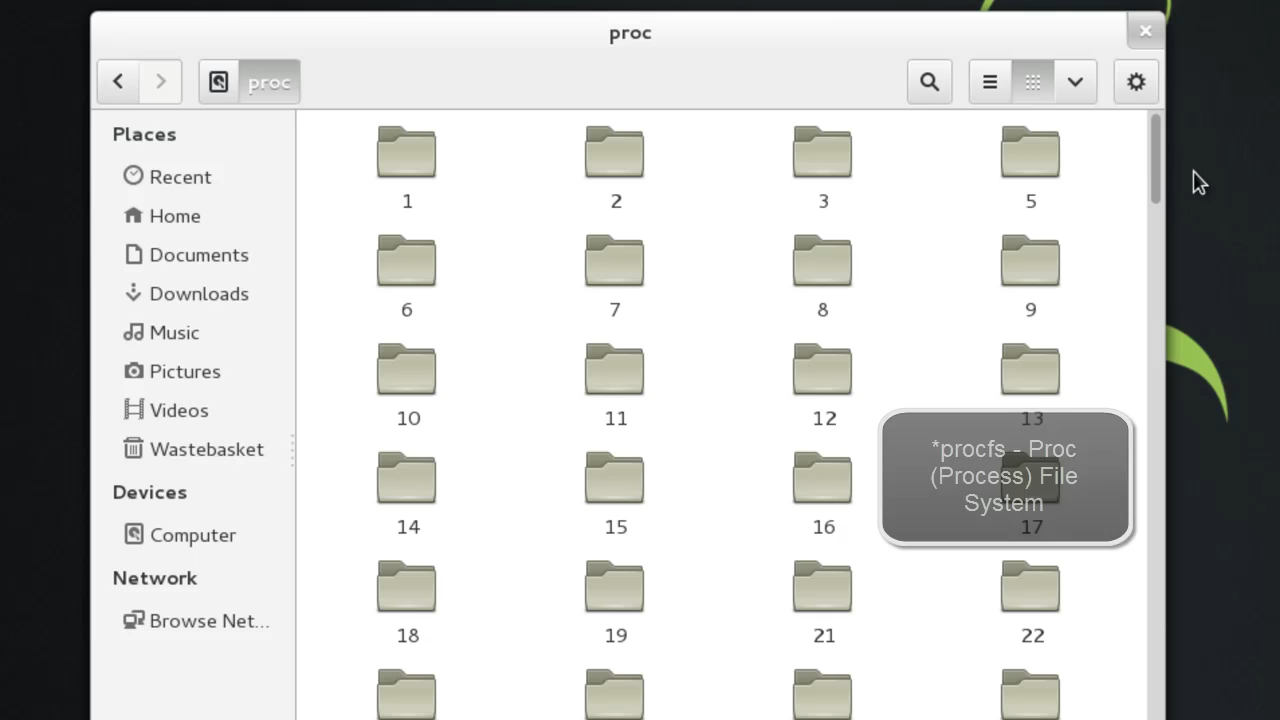 proc
proc
Places
Recent
Home
Documents
Downloads
Music
Pictures
Videos
Wastebasket
Devices
Computer
Network
Browse Net...
1 2 3 5
6 7 8 9
10 11 12 13
14 15 16 17
18 19 21 22
*procfs - Proc
(Process) File
System